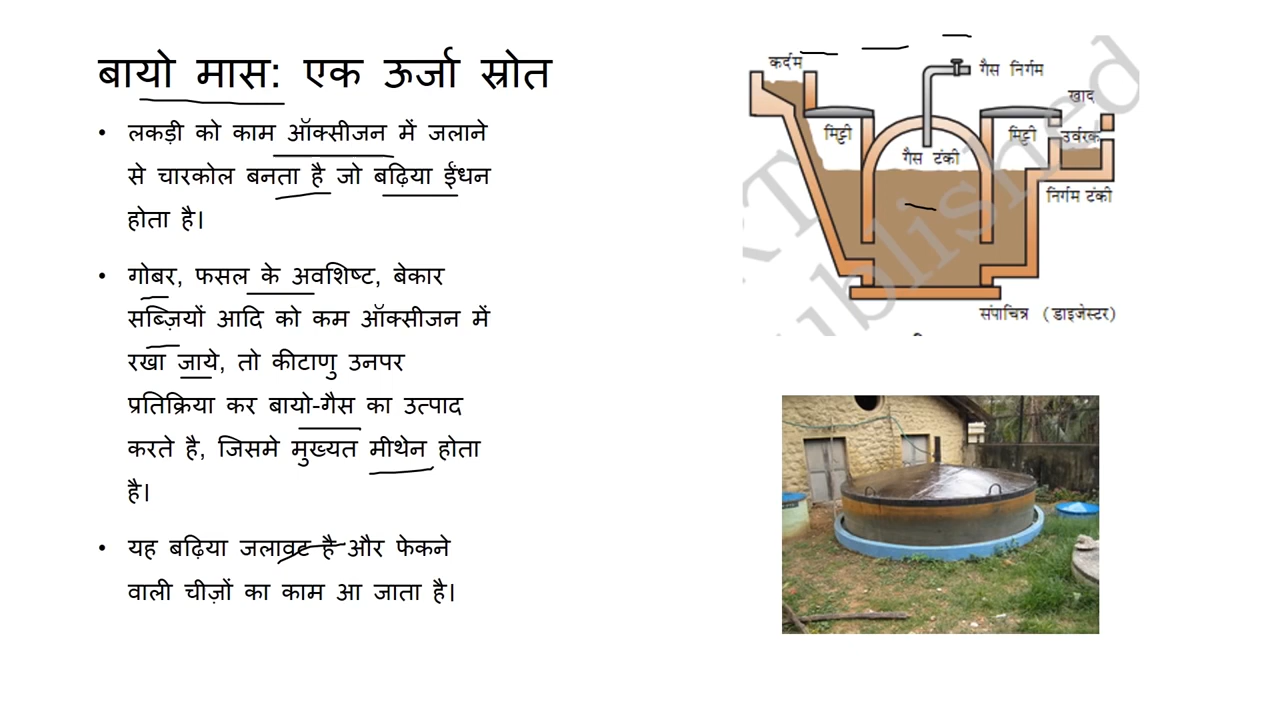 बायो मास: एक ऊर्जा स्रोत
• लकड़ी को काम ऑक्सीजन में जलाने
से चारकोल बनता है जो बढ़िया ईंधन
होता है।
• गोबर, फसल के अवशिष्ट, बेकार
सब्ज़ियों आदि को कम ऑक्सीजन में
रखा जाये, तो कीटाणु उनपर
प्रतिक्रिया कर बायो-गैस का उत्पाद
करते है, जिसमे मुख्यत मीथेन होता
है।
• यह बढ़िया जलावट है और फेकने
वाली चीज़ों का काम आ जाता है।
कर्दम
गैस निर्गम
खाद
मिट्टी
मिट्टी
उर्वरक
गैस टंकी
निर्गम टंकी
संपाचित्र (डाइजेस्टर)